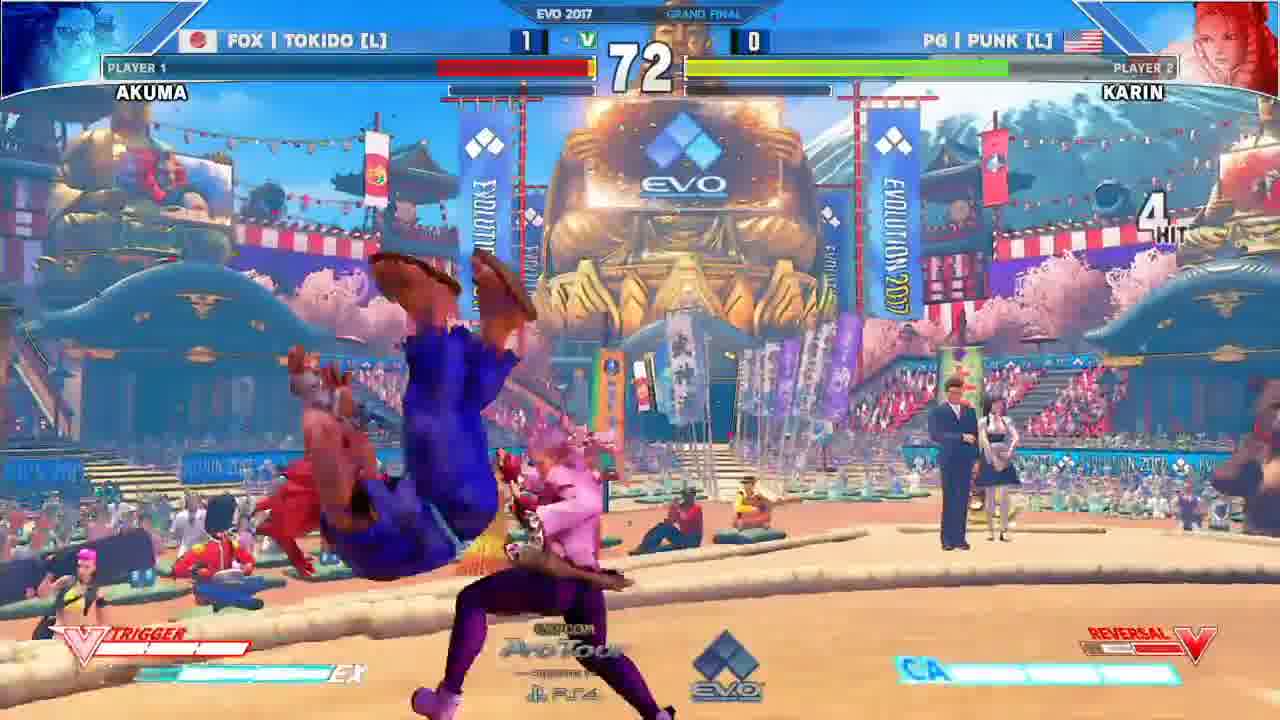 EVO 2017 GRAND FINAL
FOX | TOKIDO [L] 1 V 72 0 PG | PUNK [L]
PLAYER 1 PLAYER 2
AKUMA KARIN
EVO
EVOLUTION 2017
4
HIT
TRIGGER
REVERSAL
EX
CA
CAPCOM
Pro Tour
PS4
EVO